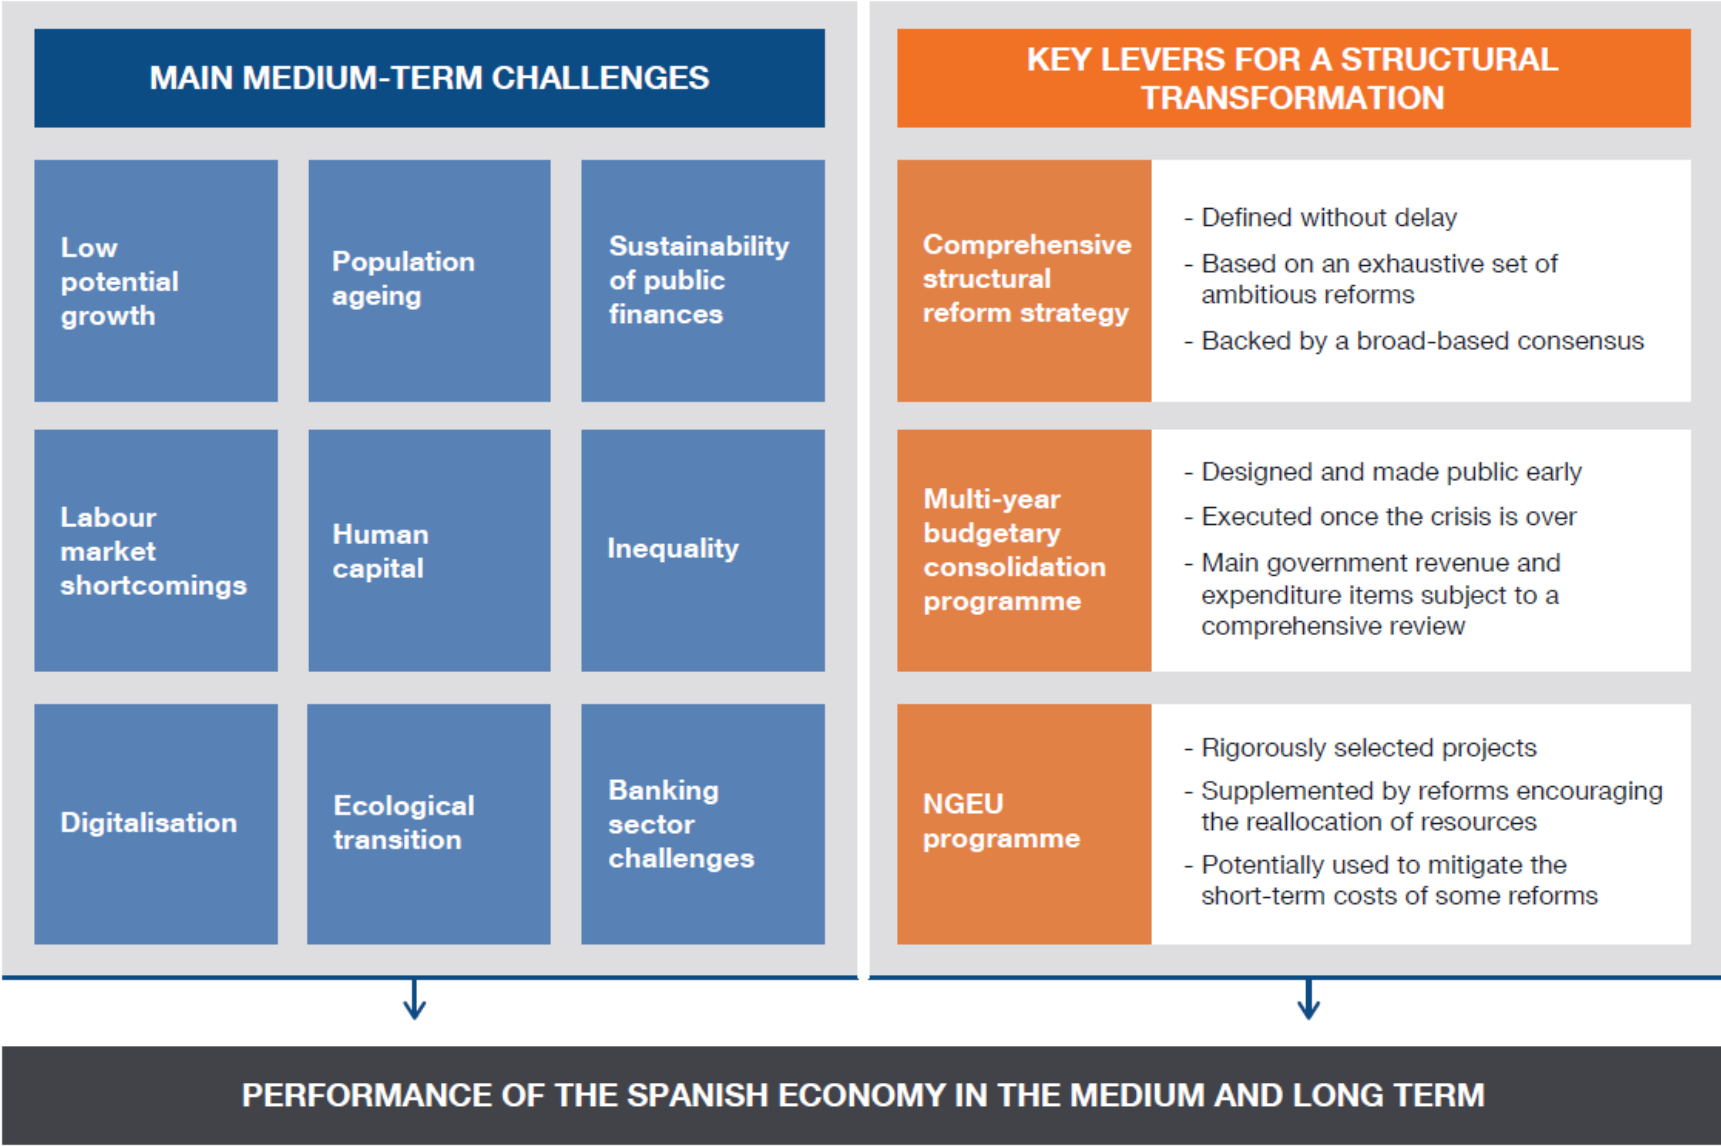 MAIN MEDIUM-TERM CHALLENGES
Low
potential
growth
Population
ageing
Sustainability
of public
finances
Labour
market
shortcomings
Human
capital
Inequality
Digitalisation
Ecological
transition
Banking
sector
challenges
KEY LEVERS FOR A STRUCTURAL
TRANSFORMATION
Comprehensive
structural
reform strategy
- Defined without delay
- Based on an exhaustive set of
ambitious reforms
- Backed by a broad-based consensus
Multi-year
budgetary
consolidation
programme
- Designed and made public early
- Executed once the crisis is over
- Main government revenue and
expenditure items subject to a
comprehensive review
NGEU
programme
- Rigorously selected projects
- Supplemented by reforms encouraging
the reallocation of resources
- Potentially used to mitigate the
short-term costs of some reforms
PERFORMANCE OF THE SPANISH ECONOMY IN THE MEDIUM AND LONG TERM